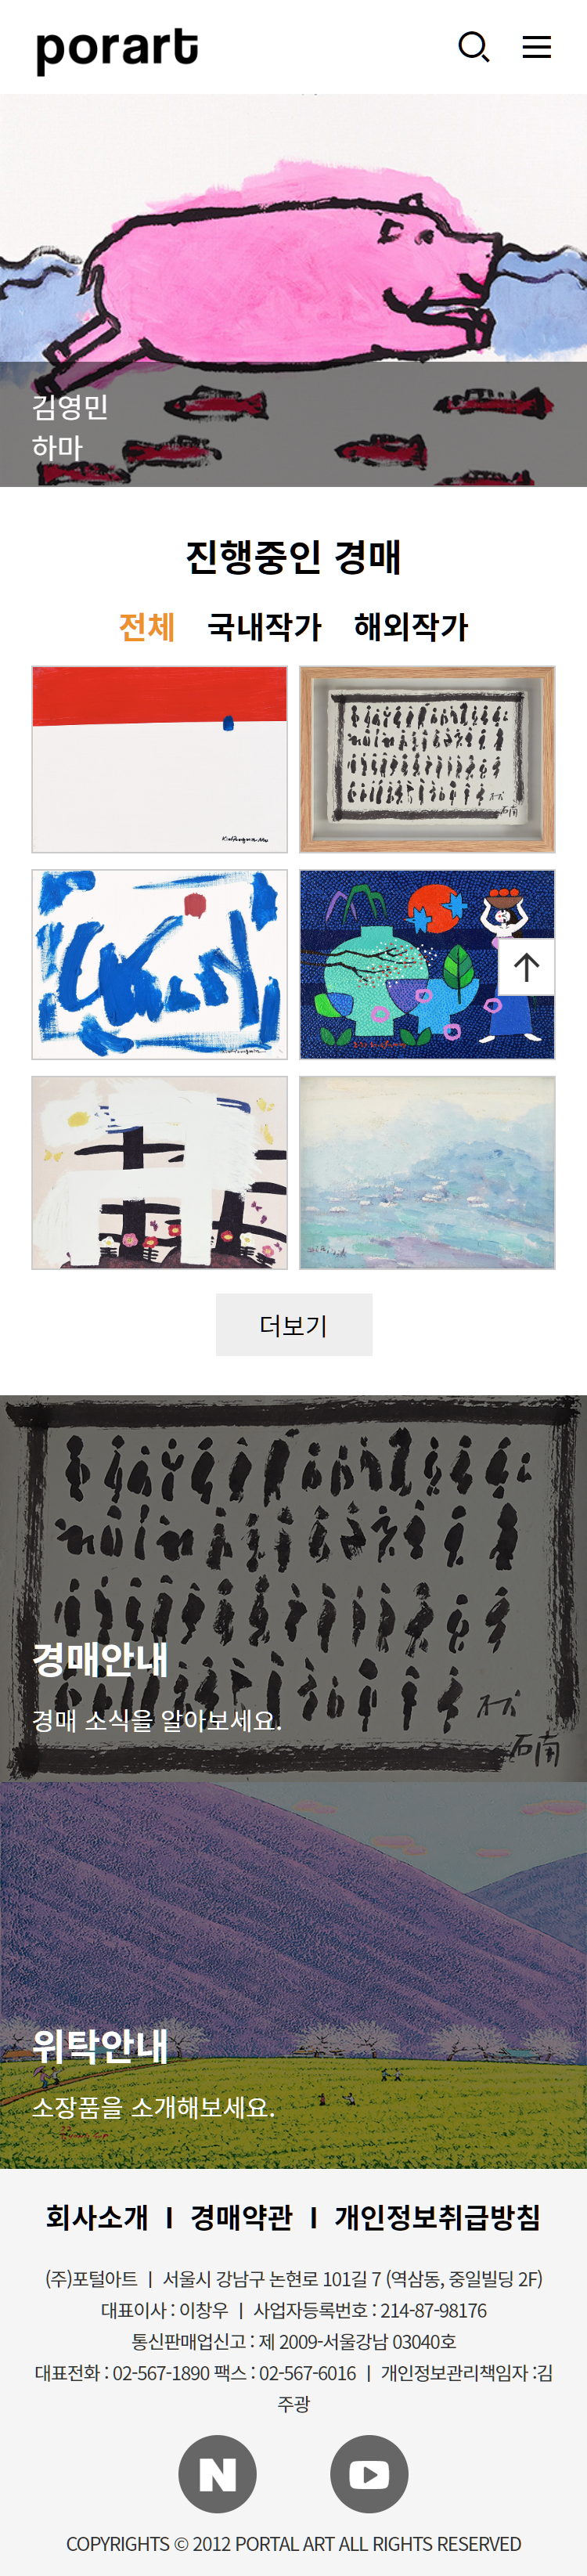 porart
김영민
하마
진행중인 경매
전체 국내작가 해외작가
더보기
경매안내
경매 소식을 알아보세요.
石南
위탁안내
소장품을 소개해보세요.
회사소개 I 경매약관 I 개인정보취급방침
(주)포털아트 ㅣ 서울시 강남구 논현로 101길 7 (역삼동, 중일빌딩 2F)
대표이사 : 이창우 ㅣ 사업자등록번호 : 214-87-98176
통신판매업신고 : 제 2009-서울강남 03040호
대표전화 : 02-567-1890 팩스 : 02-567-6016 ㅣ 개인정보관리책임자 :김
주광
N
COPYRIGHTS © 2012 PORTAL ART ALL RIGHTS RESERVED